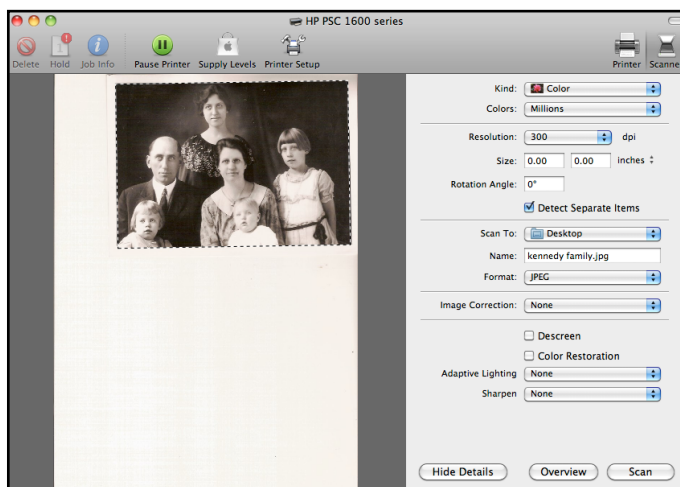 HP PSC 1600 series
Delete Hold Job Info Pause Printer Supply Levels Printer Setup Printer Scanner
Kind: Color
Colors: Millions
Resolution: 300 dpi
Size: 0.00 0.00 inches
Rotation Angle: 0°
Detect Separate Items
Scan To: Desktop
Name: kennedy family.jpg
Format: JPEG
Image Correction: None
Descreen
Color Restoration
Adaptive Lighting None
Sharpen None
Hide Details Overview Scan